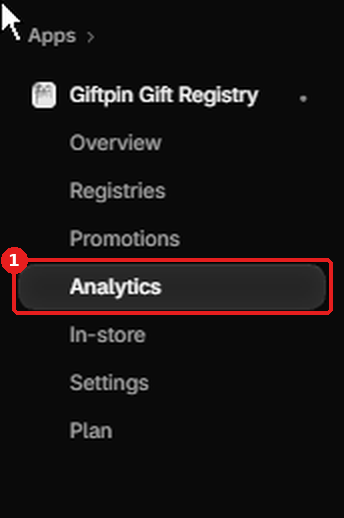 Apps >
Giftpin Gift Registry
Overview
Registries
Promotions
1
Analytics
In-store
Settings
Plan